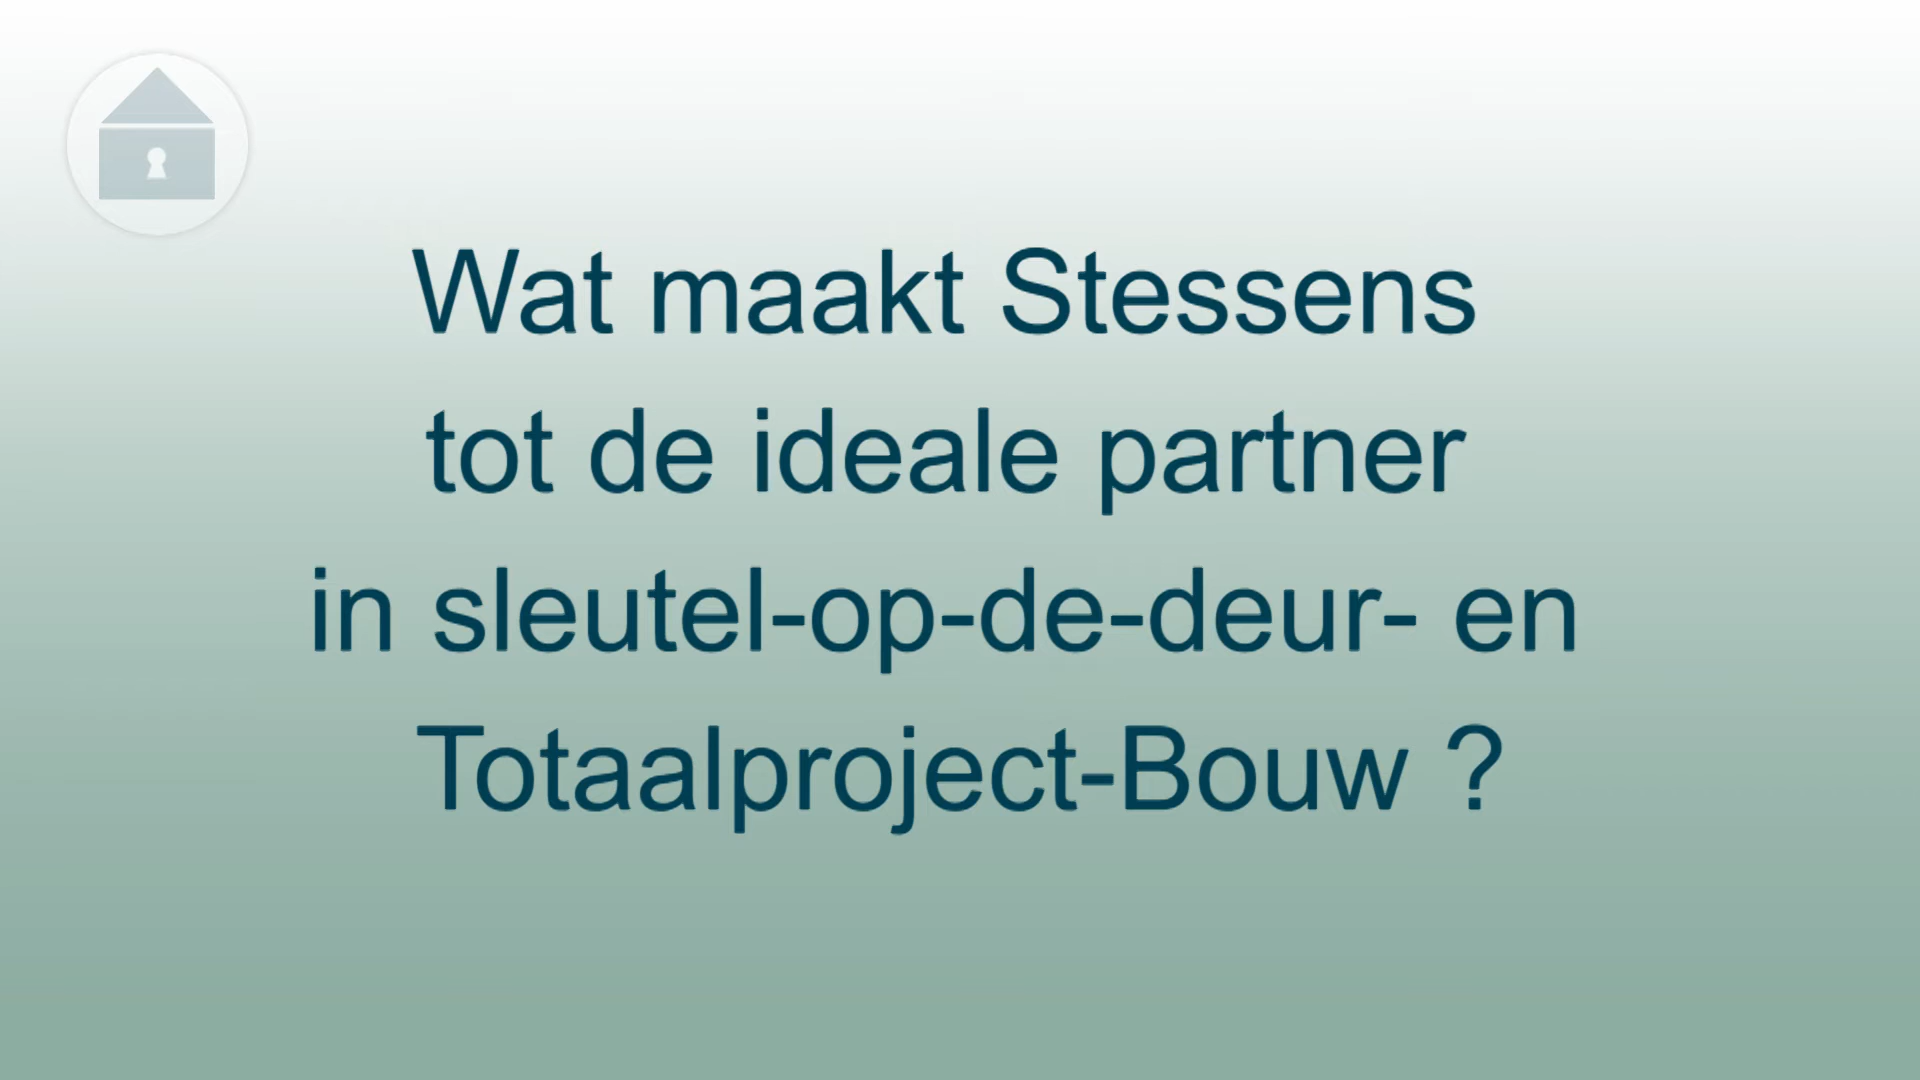 Wat maakt Stessens
tot de ideale partner
in sleutel-op-de-deur- en
Totaalproject-Bouw ?